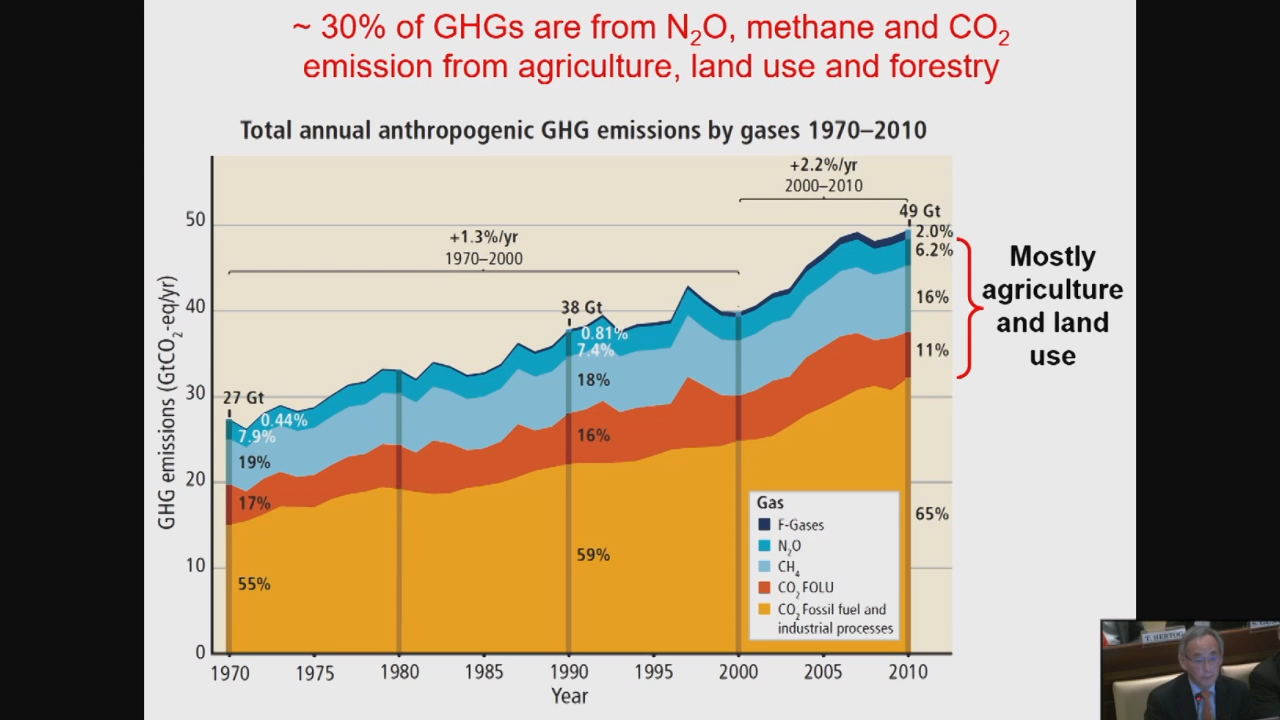 ~ 30% of GHGs are from N₂O, methane and CO₂
emission from agriculture, land use and forestry
Total annual anthropogenic GHG emissions by gases 1970–2010
+2.2%/yr
2000–2010
49 Gt
2.0%
6.2%
16%
11%
65%
Mostly
agriculture
and land
use
+1.3%/yr
1970–2000
38 Gt
0.81%
7.4%
18%
16%
59%
27 Gt
0.44%
7.9%
19%
17%
55%
GHG emissions (GtCO₂-eq/yr)
50
40
30
20
10
0
Gas
F-Gases
N₂O
CH₄
CO₂ FOLU
CO₂ Fossil fuel and
industrial processes
1970 1975 1980 1985 1990 1995 2000 2005 2010
Year
T. HERTOG